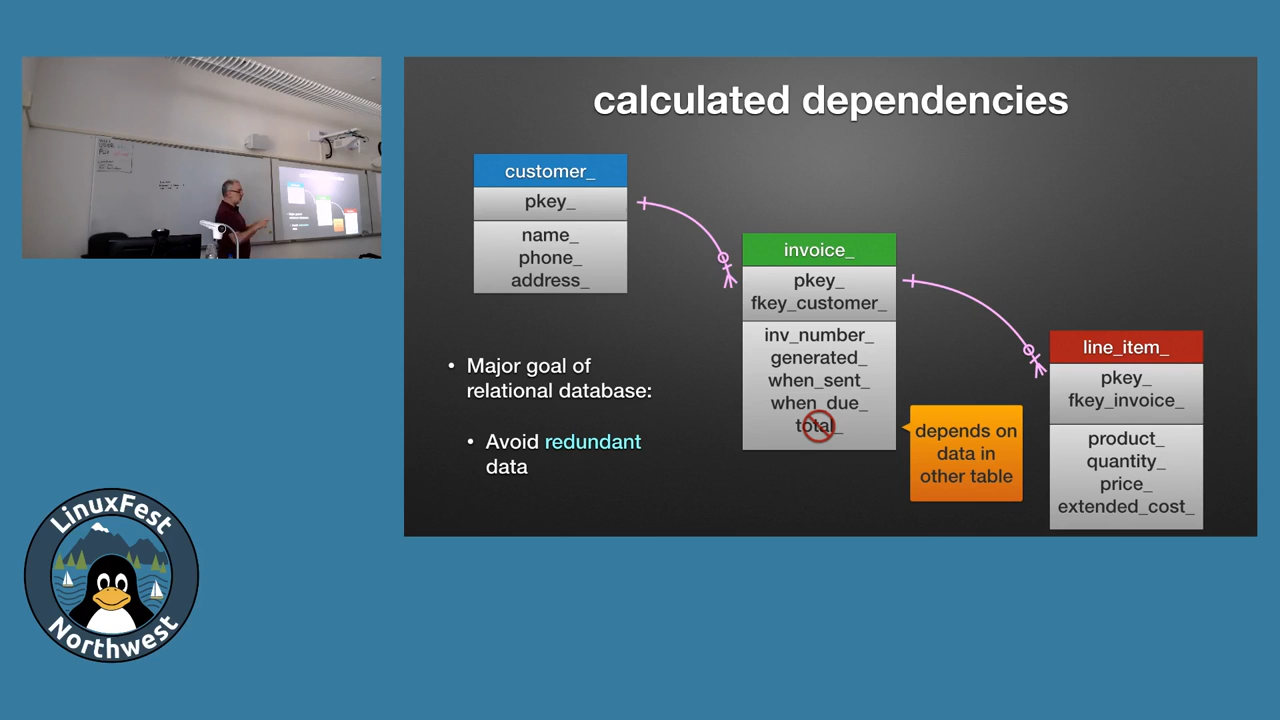 calculated dependencies
customer_
pkey_
name_
phone_
address_
invoice_
pkey_
fkey_customer_
inv_number_
generated_
when_sent_
when_due_
total_
line_item_
pkey_
fkey_invoice_
product_
quantity_
price_
extended_cost_
depends on
data in
other table
• Major goal of
relational database:
• Avoid redundant
data
LinuxFest
Northwest